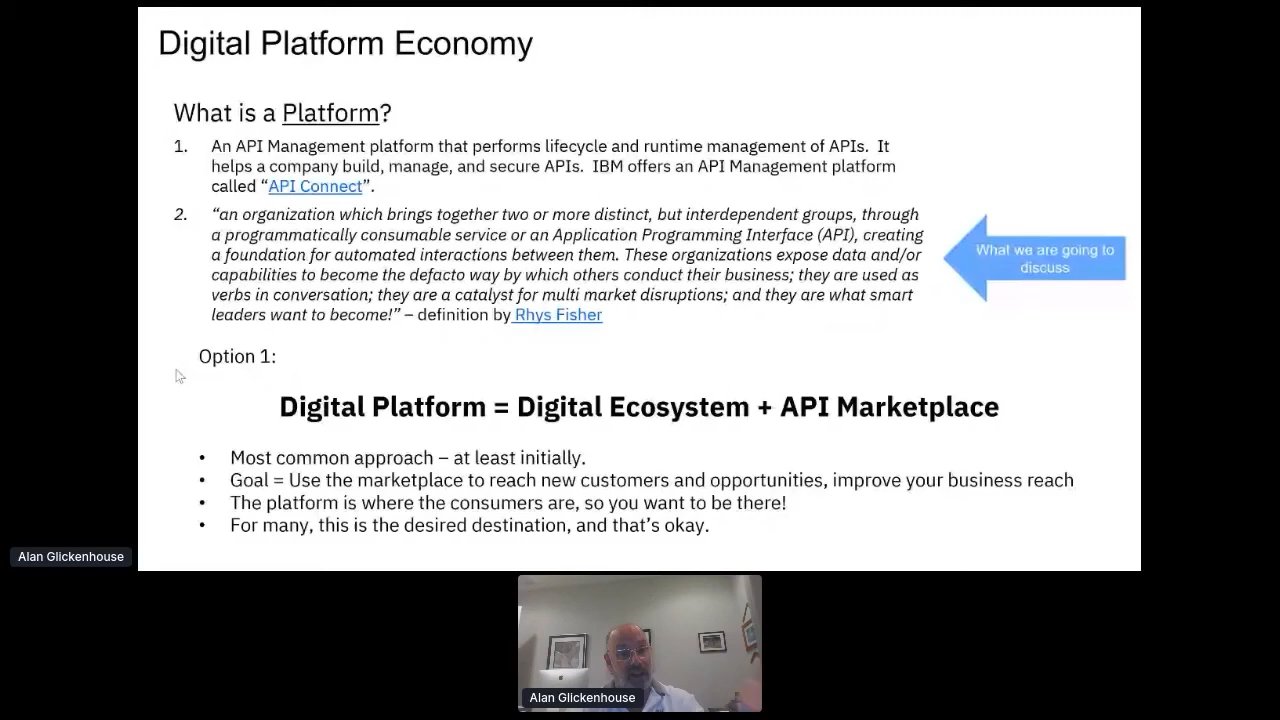 Digital Platform Economy
What is a Platform?
1. An API Management platform that performs lifecycle and runtime management of APIs. It
helps a company build, manage, and secure APIs. IBM offers an API Management platform
called “API Connect”.
2. “an organization which brings together two or more distinct, but interdependent groups, through
a programmatically consumable service or an Application Programming Interface (API), creating
a foundation for automated interactions between them. These organizations expose data and/or
capabilities to become the defacto way by which others conduct their business; they are used as
verbs in conversation; they are a catalyst for multi market disruptions; and they are what smart
leaders want to become!” – definition by Rhys Fisher
What we are going to
discuss
Option 1:
Digital Platform = Digital Ecosystem + API Marketplace
• Most common approach – at least initially.
• Goal = Use the marketplace to reach new customers and opportunities, improve your business reach
• The platform is where the consumers are, so you want to be there!
• For many, this is the desired destination, and that’s okay.
Alan Glickenhouse
Alan Glickenhouse